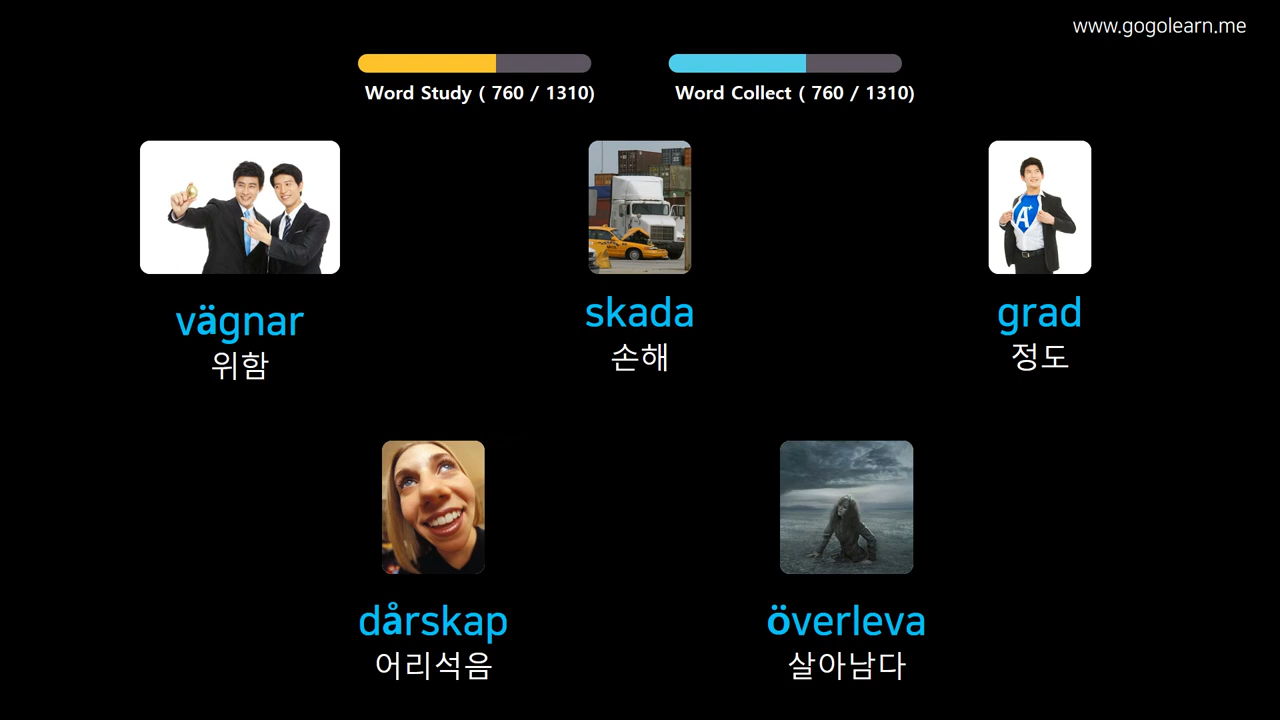 www.gogolearn.me
Word Study ( 760 / 1310)
Word Collect ( 760 / 1310)
A+
vägnar
위함
skada
손해
grad
정도
dårskap
어리석음
överleva
살아남다